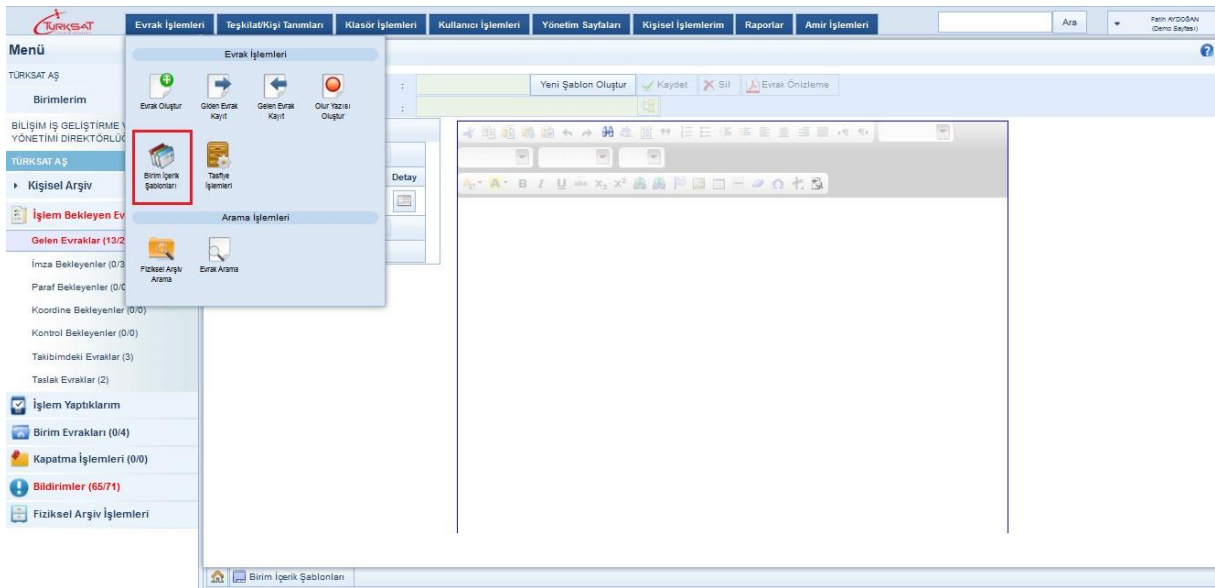 TÜRKSAT
Evrak İşlemleri
Teşkilat/Kişi Tanımları
Klasör İşlemleri
Kullanıcı İşlemleri
Yönetim Sayfaları
Kişisel İşlemlerim
Raporlar
Amir İşlemleri
Ara
Fatih AYDOĞAN
(Demo Sayfası)
Menü
TÜRKSAT AŞ
Birimlerim
BİLİŞİM İŞ GELİŞTİRME
YÖNETİMİ DİREKTÖRLÜ
TÜRKSAT AŞ
Kişisel Arşiv
İşlem Bekleyen Ev
Gelen Evraklar (13/2
İmza Bekleyenler (0/3
Paraf Bekleyenler (0/0
Koordine Bekleyenler (0/0)
Kontrol Bekleyenler (0/0)
Takibimdeki Evraklar (3)
Taslak Evraklar (2)
İşlem Yaptıklarım
Birim Evrakları (0/4)
Kapatma İşlemleri (0/0)
Bildirimler (65/71)
Fiziksel Arşiv İşlemleri
Evrak İşlemleri
Evrak Oluştur
Giden Evrak
Kayıt
Gelen Evrak
Kayıt
Olur Yazısı
Oluştur
Birim İçerik
Şablonları
Tasfiye
İşlemleri
Arama İşlemleri
Fiziksel Arşiv
Arama
Evrak Arama
:
Yeni Şablon Oluştur
Kaydet
Sil
Evrak Önizleme
:
Detay
Birim İçerik Şablonları